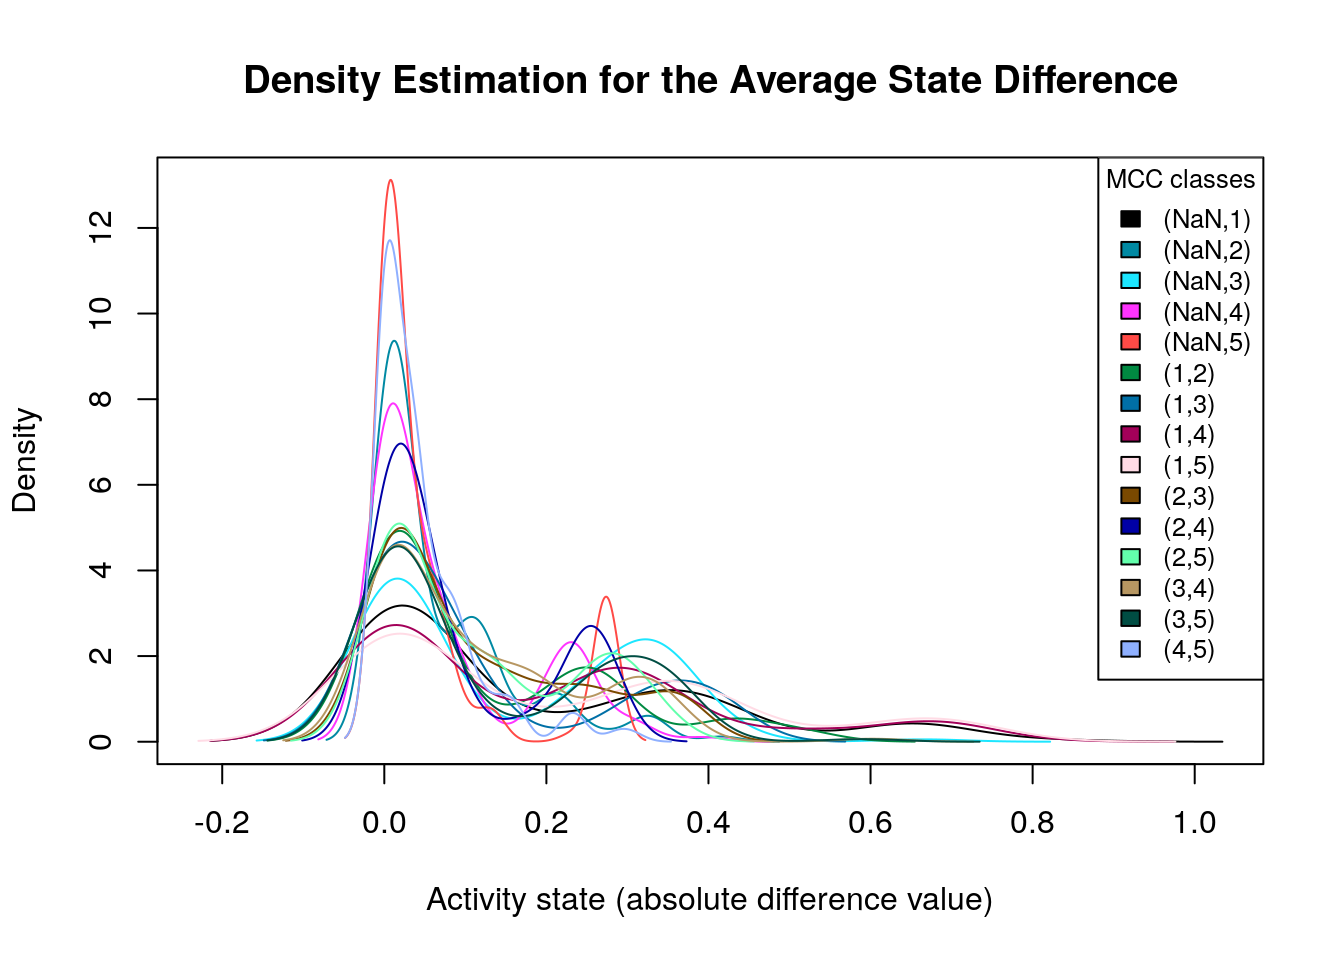 Density Estimation for the Average State Difference
MCC classes
(NaN,1)
(NaN,2)
(NaN,3)
(NaN,4)
(NaN,5)
(1,2)
(1,3)
(1,4)
(1,5)
(2,3)
(2,4)
(2,5)
(3,4)
(3,5)
(4,5)
Density
12
10
8
6
4
2
0
-0.2 0.0 0.2 0.4 0.6 0.8 1.0
Activity state (absolute difference value)